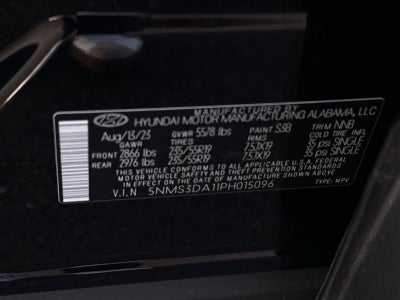 MANUFACTURED BY
HYUNDAI MOTOR MANUFACTURING ALABAMA, LLC
Aug/13/23 GVWR 5578 lbs PAINT S3B TRIM NNB
GAWR TIRES RIMS COLD TIRE INFL
FRONT 2866 lbs 235/55R19 7.5JX19 35 psi SINGLE
REAR 2976 lbs 235/55R19 7.5JX19 35 psi SINGLE
THIS VEHICLE CONFORMS TO ALL APPLICABLE U.S.A. FEDERAL
MOTOR VEHICLE SAFETY AND THEFT PREVENTION STANDARDS
IN EFFECT ON THE DATE OF MANUFACTURE SHOWN ABOVE
V.I.N 5NMS3DA11PH015096 TYPE: MPV